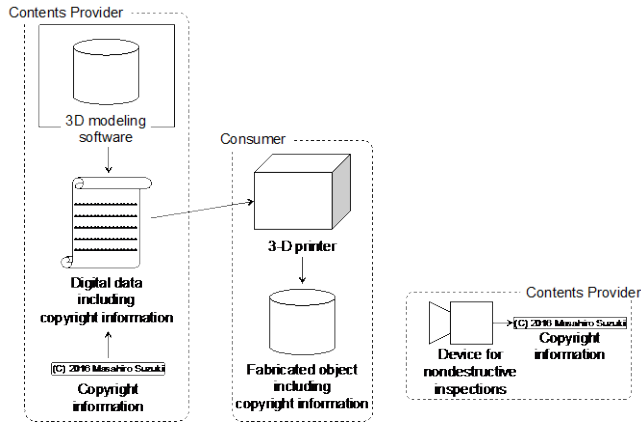 Contents Provider
3D modeling
software
Digital data
including
copyright information
(C) 2016 Masahiro Suzuki
Copyright
information
Consumer
3-D printer
Fabricated object
including
copyright information
Contents Provider
(C) 2016 Masahiro Suzuki
Copyright
information
Device for
nondestructive
inspections